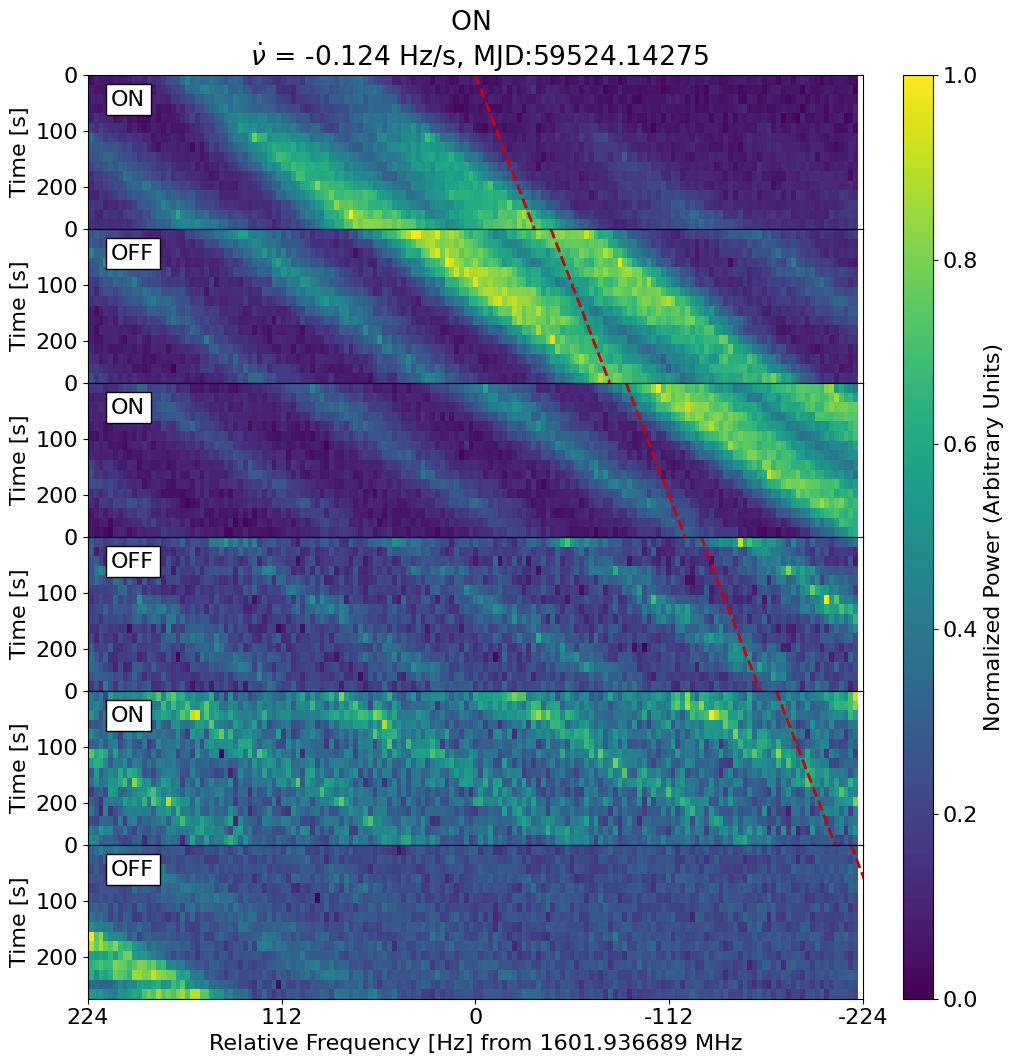 ON
ν̇ = -0.124 Hz/s, MJD:59524.14275
0
ON
100
Time [s]
200
0
OFF
100
Time [s]
200
0
ON
100
Time [s]
200
0
OFF
100
Time [s]
200
0
ON
100
Time [s]
200
0
OFF
100
Time [s]
200
224 112 0 -112 -224
Relative Frequency [Hz] from 1601.936689 MHz
1.0
0.8
0.6
0.4
0.2
0.0
Normalized Power (Arbitrary Units)